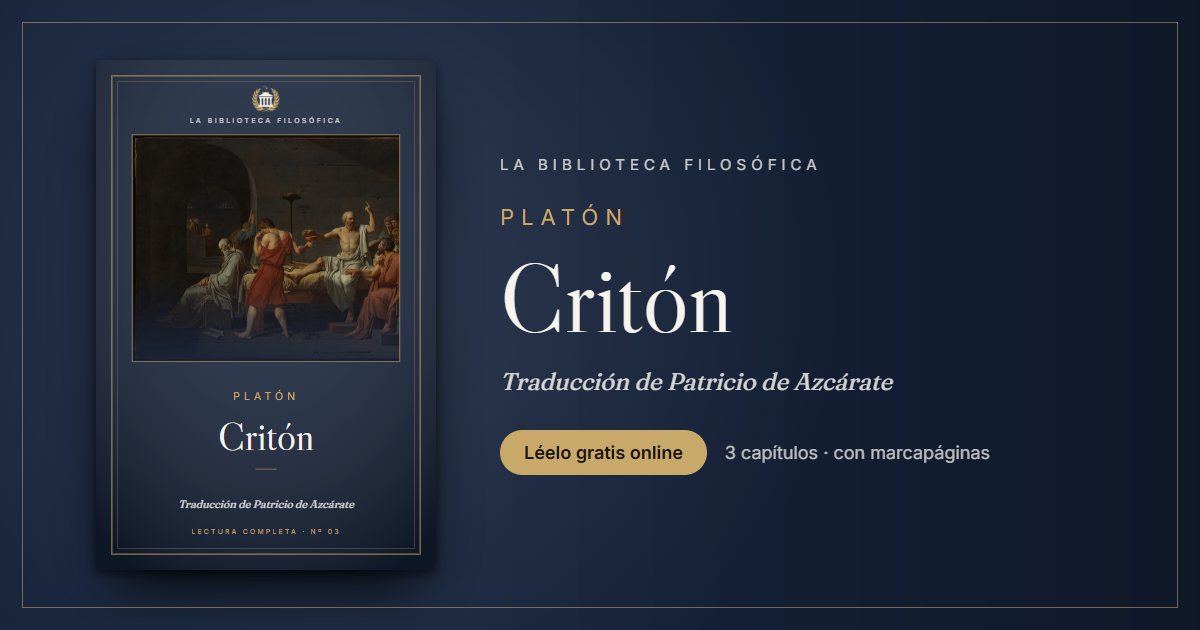 LA BIBLIOTECA FILOSÓFICA
PLATÓN
Critón
Traducción de Patricio de Azcárate
LECTURA COMPLETA · Nº 03
LA BIBLIOTECA FILOSÓFICA
PLATÓN
Critón
Traducción de Patricio de Azcárate
Léelo gratis online
3 capítulos · con marcapáginas